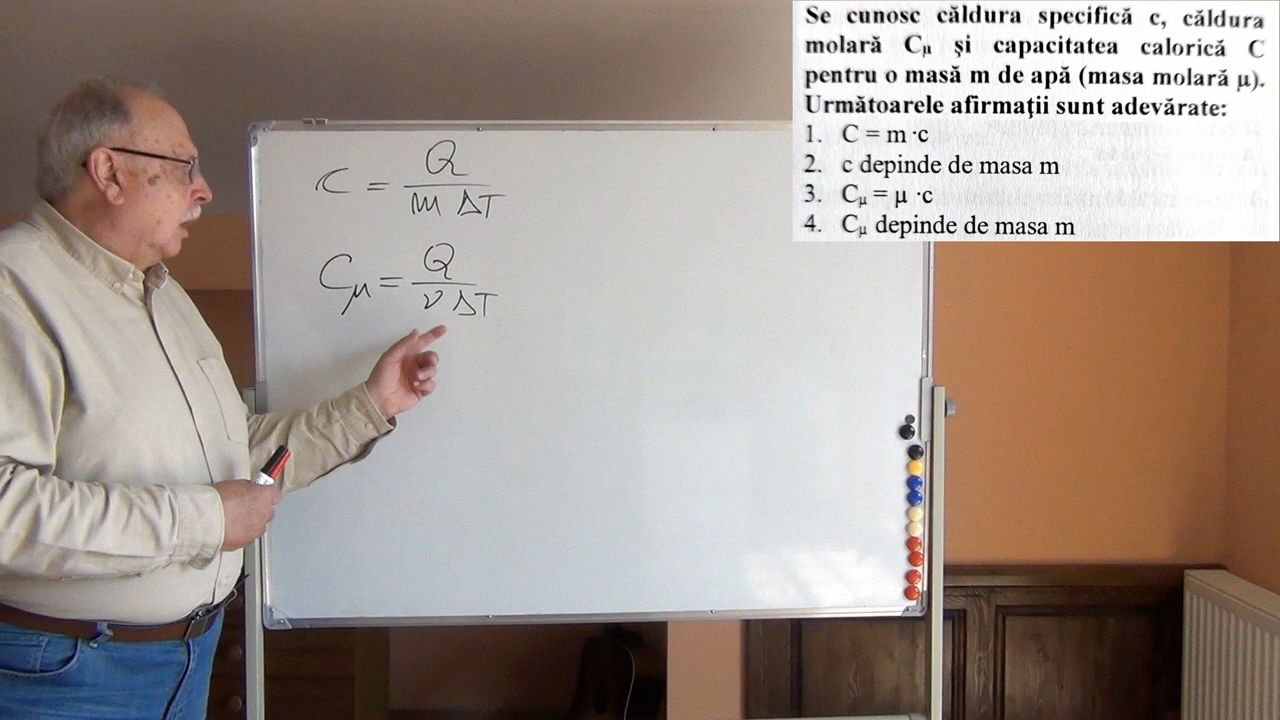 Se cunosc căldura specifică c, căldura
molară Cμ şi capacitatea calorică C
pentru o masă m de apă (masa molară μ).
Următoarele afirmaţii sunt adevărate:
1. C = m ·c
2. c depinde de masa m
3. Cμ = μ ·c
4. Cμ depinde de masa m
c = Q / m ΔT
Cμ = Q / ν ΔT